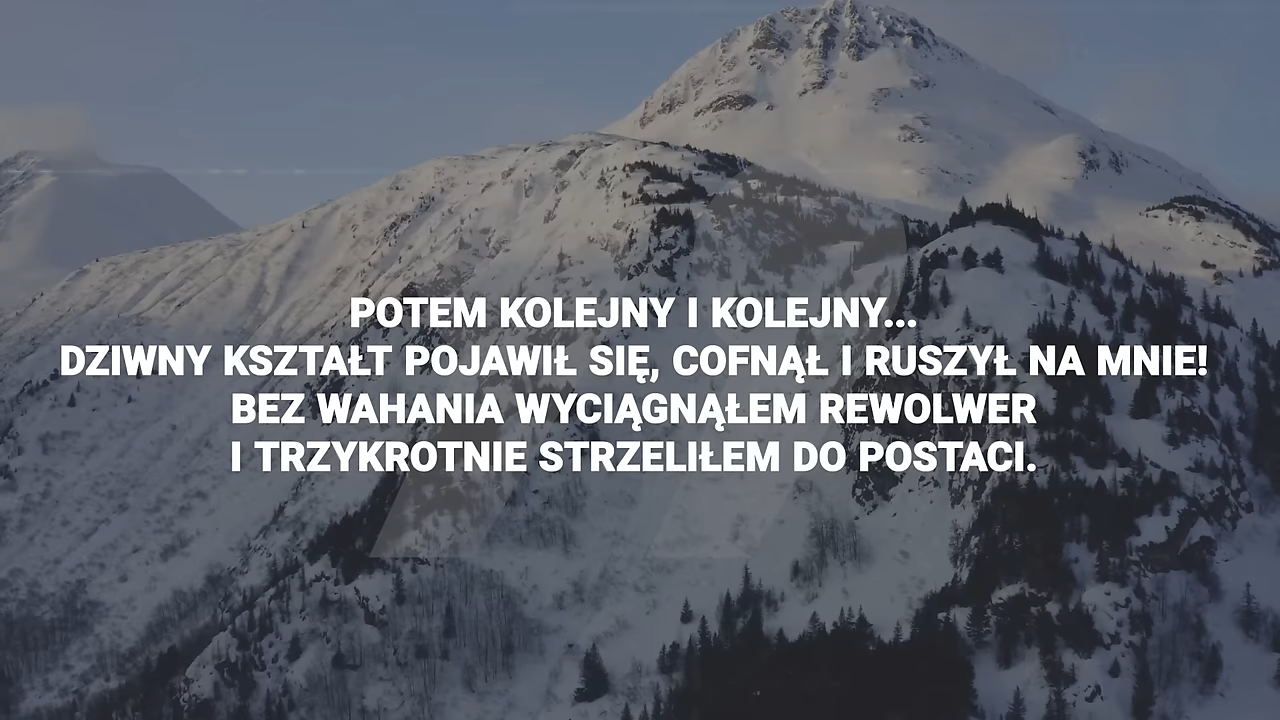 POTEM KOLEJNY I KOLEJNY...
DZIWNY KSZTAŁT POJAWIŁ SIĘ, COFNĄŁ I RUSZYŁ NA MNIE!
BEZ WAHANIA WYCIĄGNĄŁEM REWOLWER
I TRZYKROTNIE STRZELIŁEM DO POSTACI.